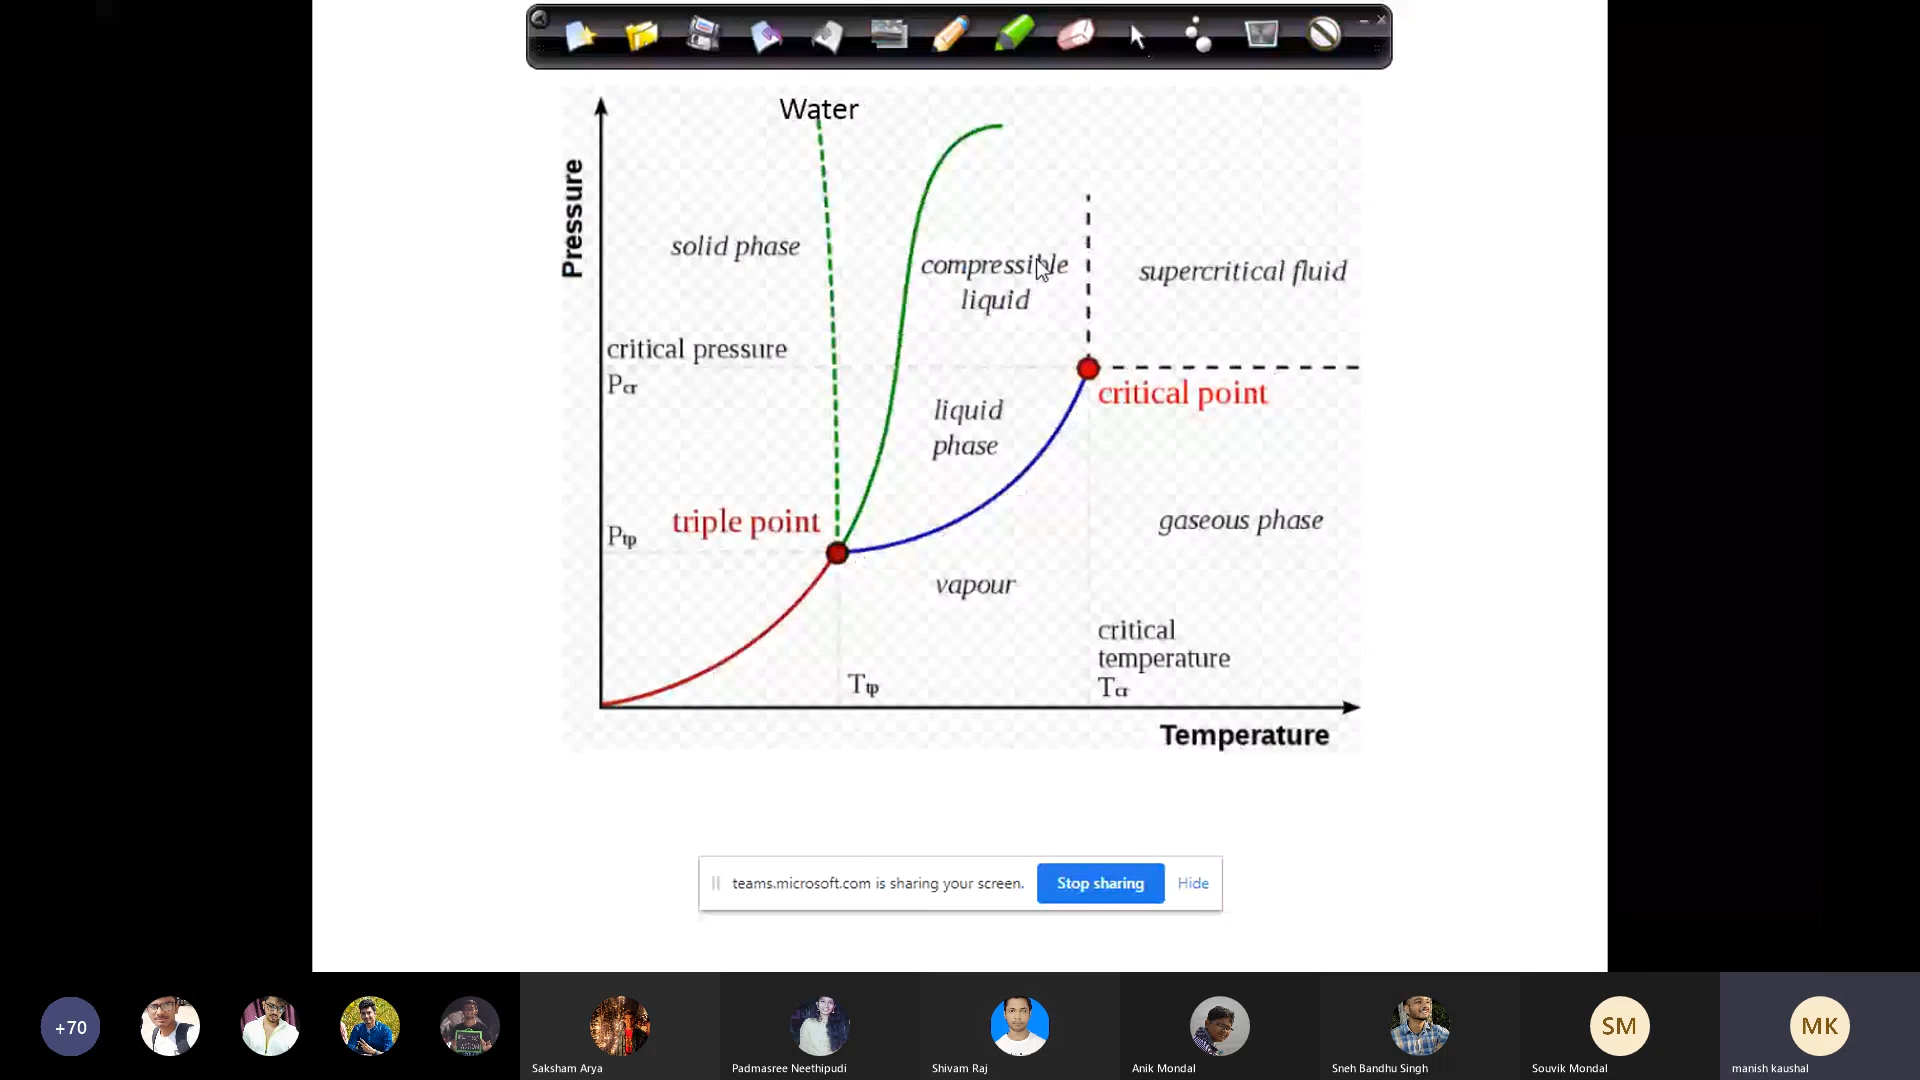 Water
Pressure
solid phase
compressible
liquid
supercritical fluid
critical pressure
Pcr
critical point
liquid
phase
triple point
Ptp
gaseous phase
vapour
critical
temperature
Tcr
Ttp
Temperature
teams.microsoft.com is sharing your screen.
Stop sharing
Hide
+70
SM
MK
Saksham Arya
Padmasree Neethipudi
Shivam Raj
Anik Mondal
Sneh Bandhu Singh
Souvik Mondal
manish kaushal